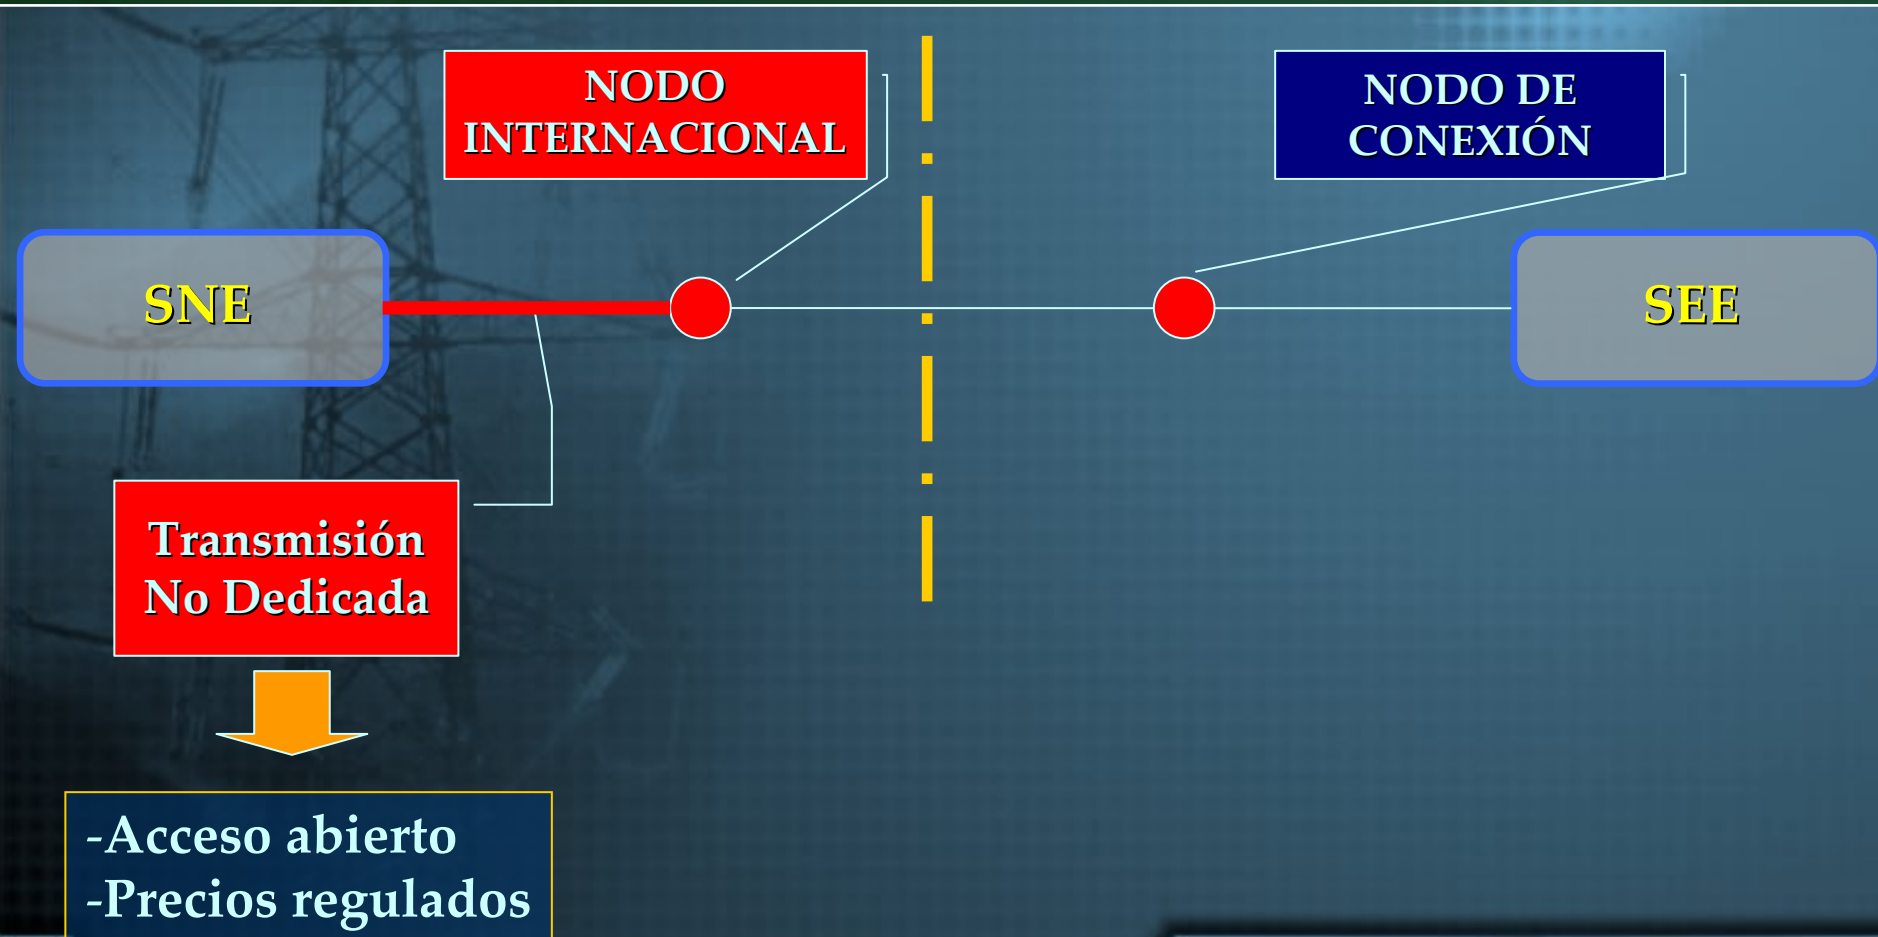 NODO
INTERNACIONAL
NODO DE
CONEXIÓN
SNE
SEE
Transmisión
No Dedicada
-Acceso abierto
-Precios regulados